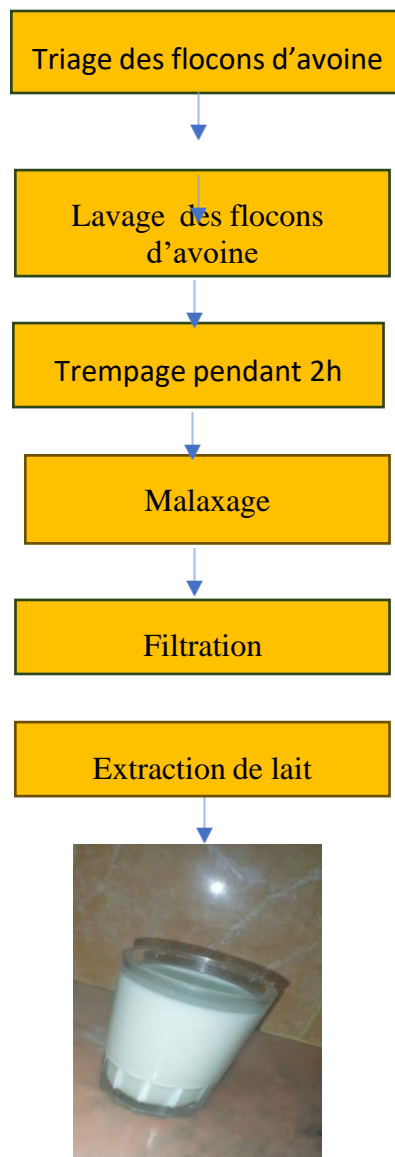 Triage des flocons d’avoine
Lavage des flocons
d’avoine
Trempage pendant 2h
Malaxage
Filtration
Extraction de lait